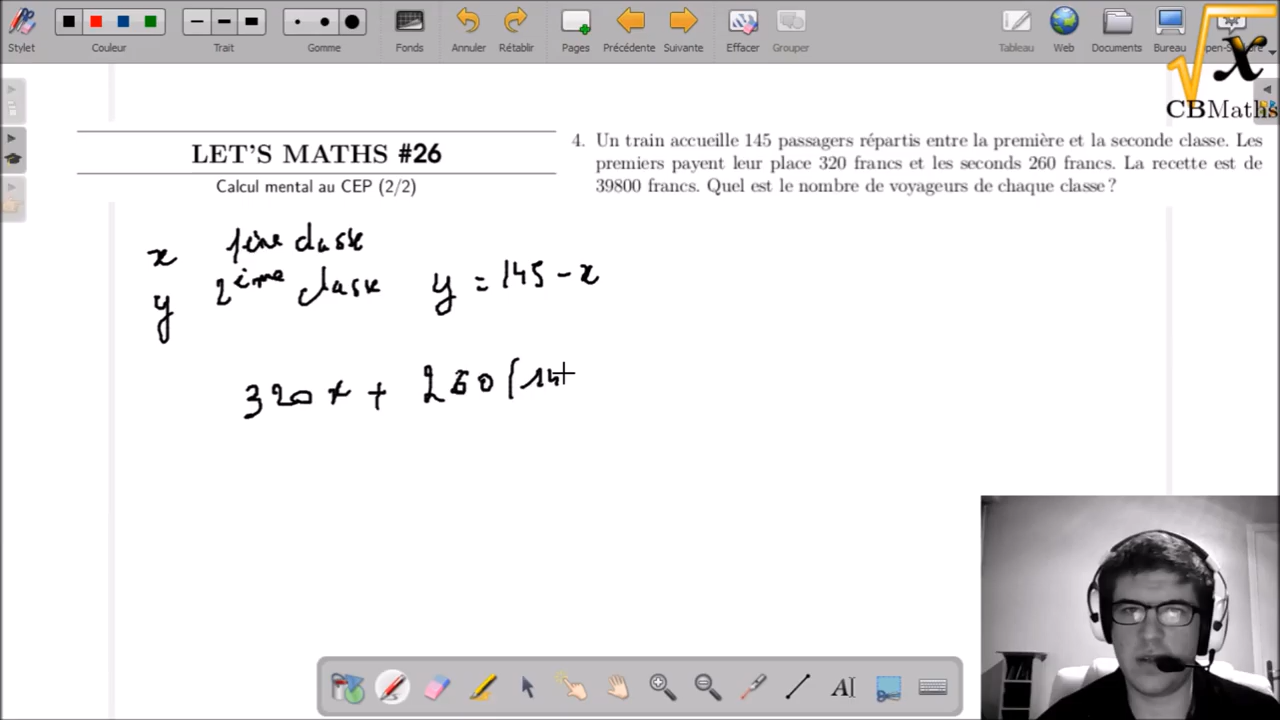 Stylet Couleur Trait Gomme Fonds Annuler Rétablir Pages Précédente Suivante Effacer Grouper Tableau Web Documents Bureau
√x
CBMaths
LET'S MATHS #26
Calcul mental au CEP (2/2)
4. Un train accueille 145 passagers répartis entre la première et la seconde classe. Les
premiers payent leur place 320 francs et les seconds 260 francs. La recette est de
39800 francs. Quel est le nombre de voyageurs de chaque classe ?
x 1ère classe
y 2ième classe y = 145 - x
320x + 260 (14
AI